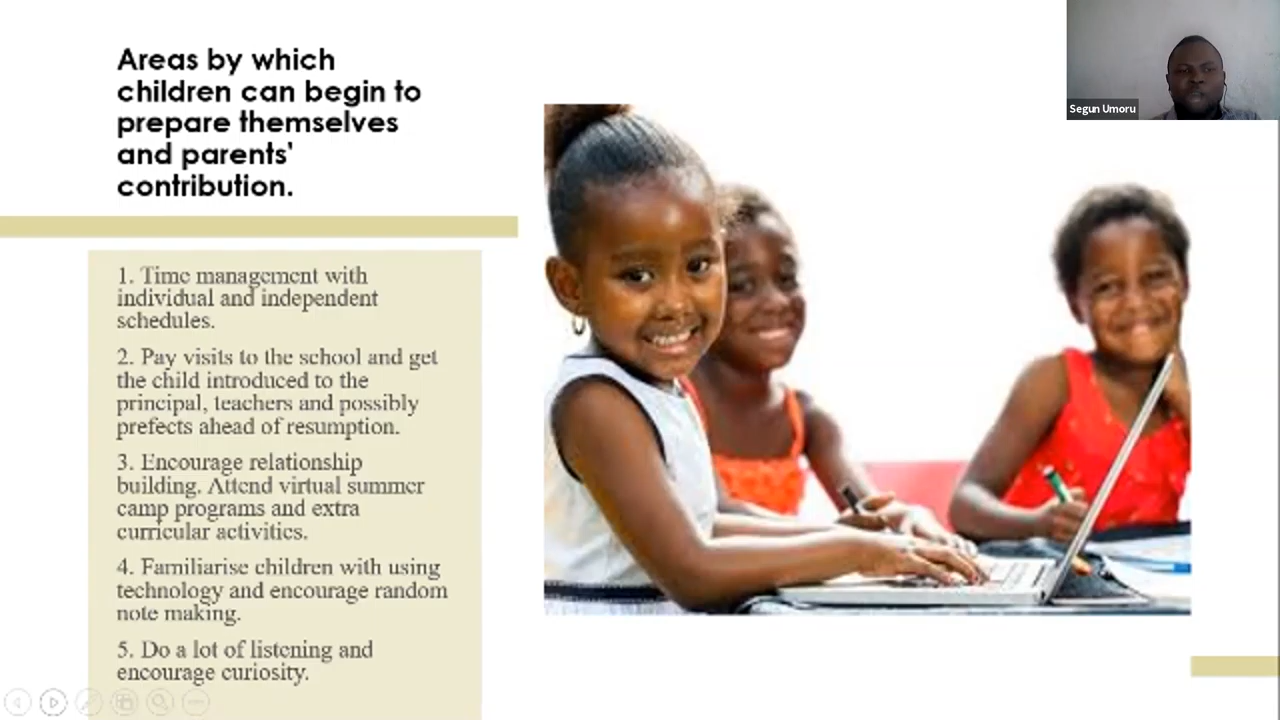 Areas by which
children can begin to
prepare themselves
and parents'
contribution.
1. Time management with
individual and independent
schedules.
2. Pay visits to the school and get
the child introduced to the
principal, teachers and possibly
prefects ahead of resumption.
3. Encourage relationship
building. Attend virtual summer
camp programs and extra
curricular activities.
4. Familiarise children with using
technology and encourage random
note making.
5. Do a lot of listening and
encourage curiosity.
Segun Umoru